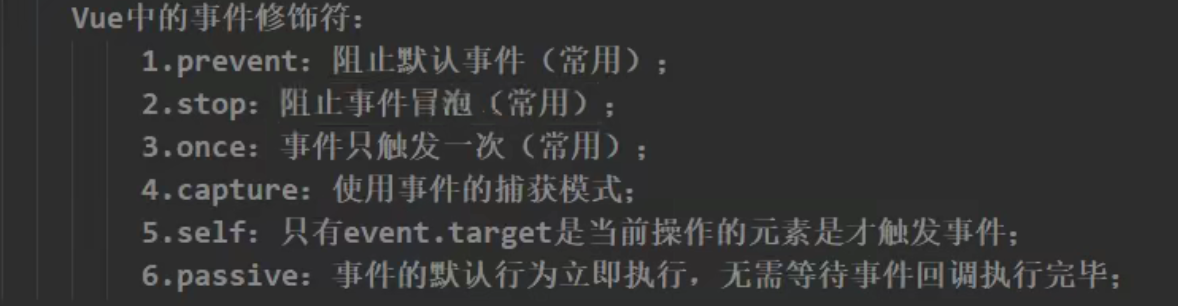 Vue中的事件修饰符：
1.prevent：阻止默认事件（常用）；
2.stop：阻止事件冒泡（常用）；
3.once：事件只触发一次（常用）；
4.capture：使用事件的捕获模式；
5.self：只有event.target是当前操作的元素是才触发事件；
6.passive：事件的默认行为立即执行，无需等待事件回调执行完毕；